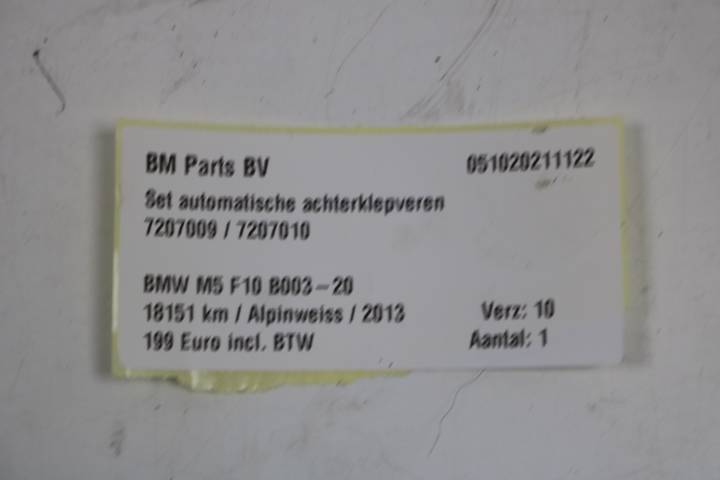 BM Parts BV 051020211122
Set automatische achterklepveren
7207009 / 7207010
BMW M5 F10 B003-20
18151 km / Alpinweiss / 2013 Verz: 10
199 Euro incl. BTW Aantal: 1